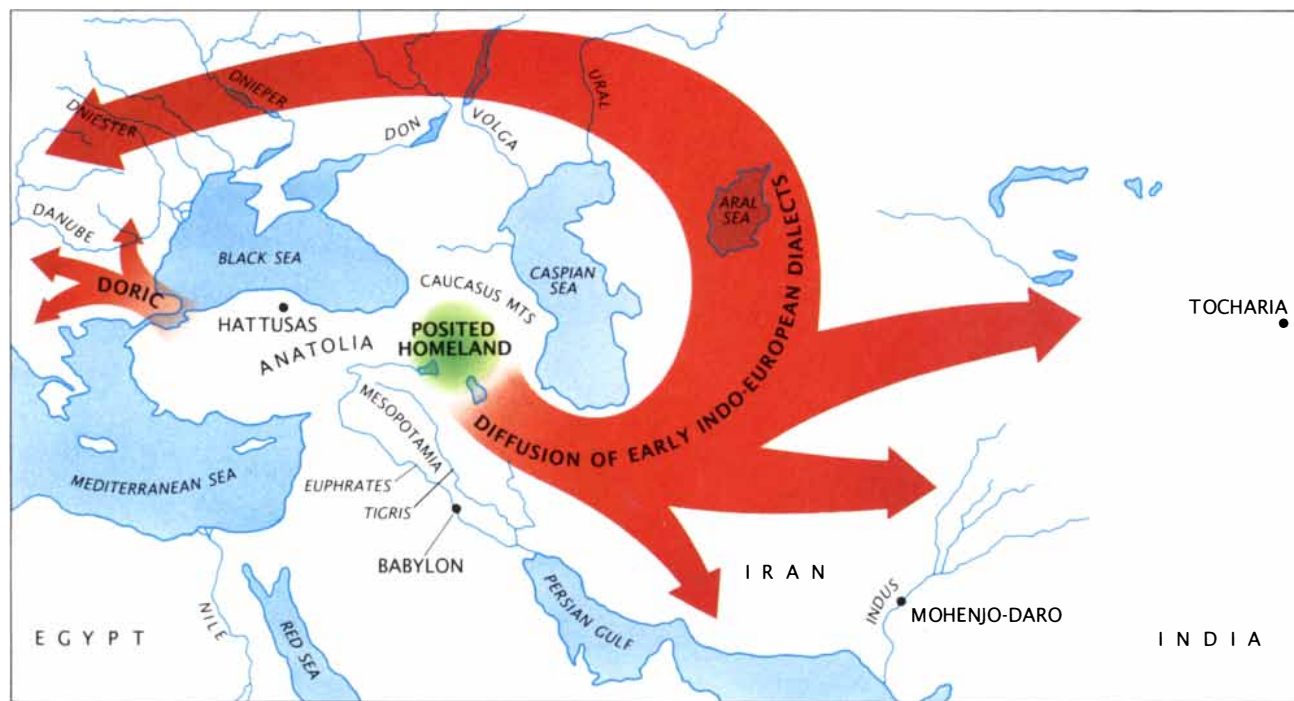 DNIEPER
DNIESTER
DON
VOLGA
URAL
DANUBE
ARAL
SEA
BLACK SEA
CASPIAN
SEA
CAUCASUS MTS
DORIC
HATTUSAS
POSITED
HOMELAND
ANATOLIA
TOCHARIA
DIFFUSION OF EARLY INDO-EUROPEAN DIALECTS
MESOPOTAMIA
MEDITERRANEAN SEA
EUPHRATES
TIGRIS
BABYLON
IRAN
INDUS
MOHENJO-DARO
PERSIAN GULF
EGYPT
NILE
RED SEA
INDIA